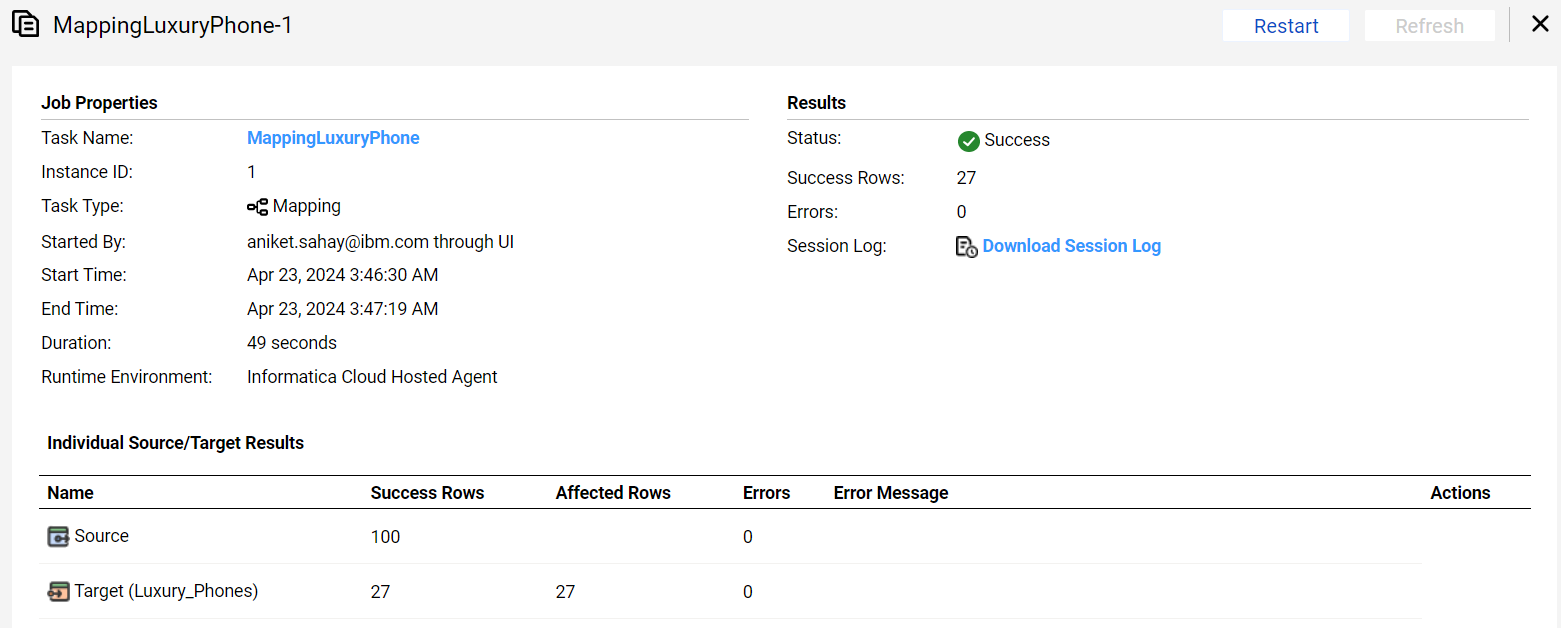 MappingLuxuryPhone-1
Restart
Refresh
Job Properties
Task Name: MappingLuxuryPhone
Instance ID: 1
Task Type: Mapping
Started By: aniket.sahay@ibm.com through UI
Start Time: Apr 23, 2024 3:46:30 AM
End Time: Apr 23, 2024 3:47:19 AM
Duration: 49 seconds
Runtime Environment: Informatica Cloud Hosted Agent
Results
Status: Success
Success Rows: 27
Errors: 0
Session Log: Download Session Log
Individual Source/Target Results
Name Success Rows Affected Rows Errors Error Message Actions
Source 100 0
Target (Luxury_Phones) 27 27 0